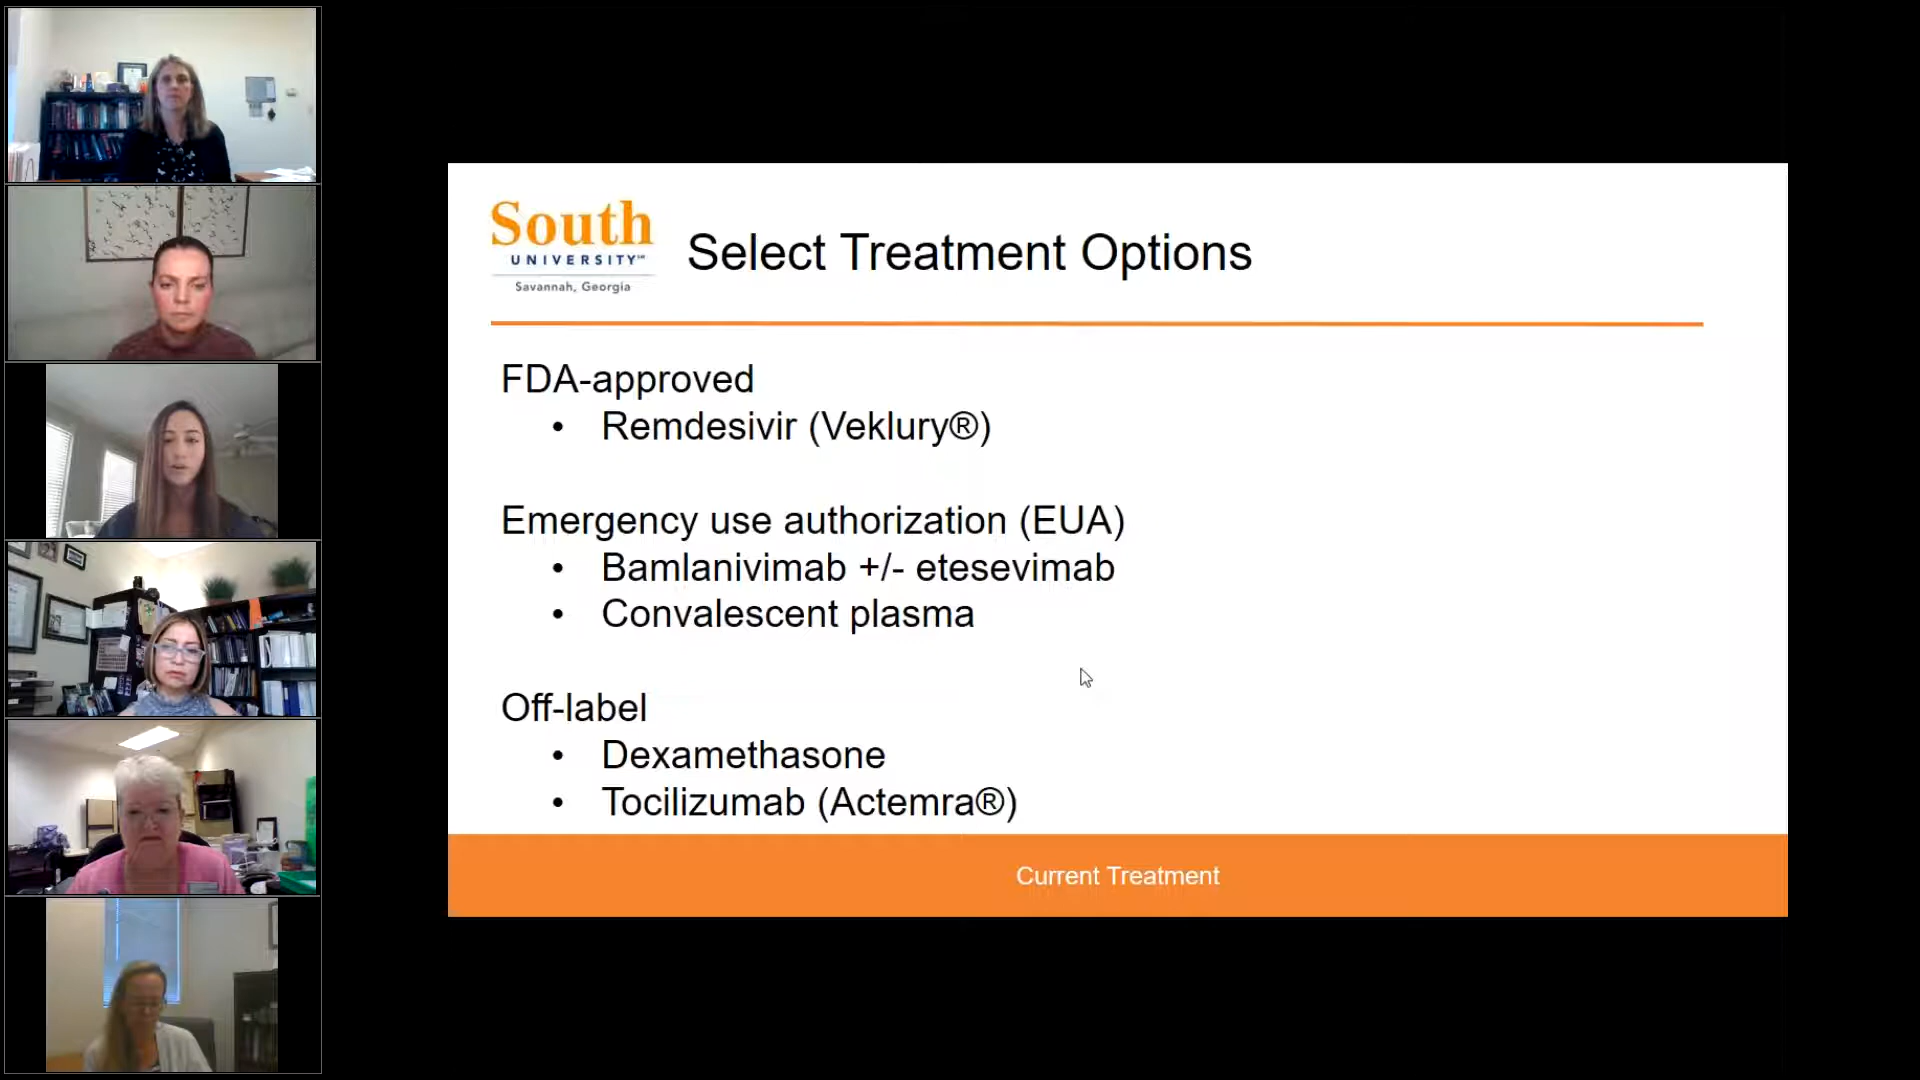 South
UNIVERSITY℠
Savannah, Georgia
Select Treatment Options
FDA-approved
• Remdesivir (Veklury®)
Emergency use authorization (EUA)
• Bamlanivimab +/- etesevimab
• Convalescent plasma
Off-label
• Dexamethasone
• Tocilizumab (Actemra®)
Current Treatment